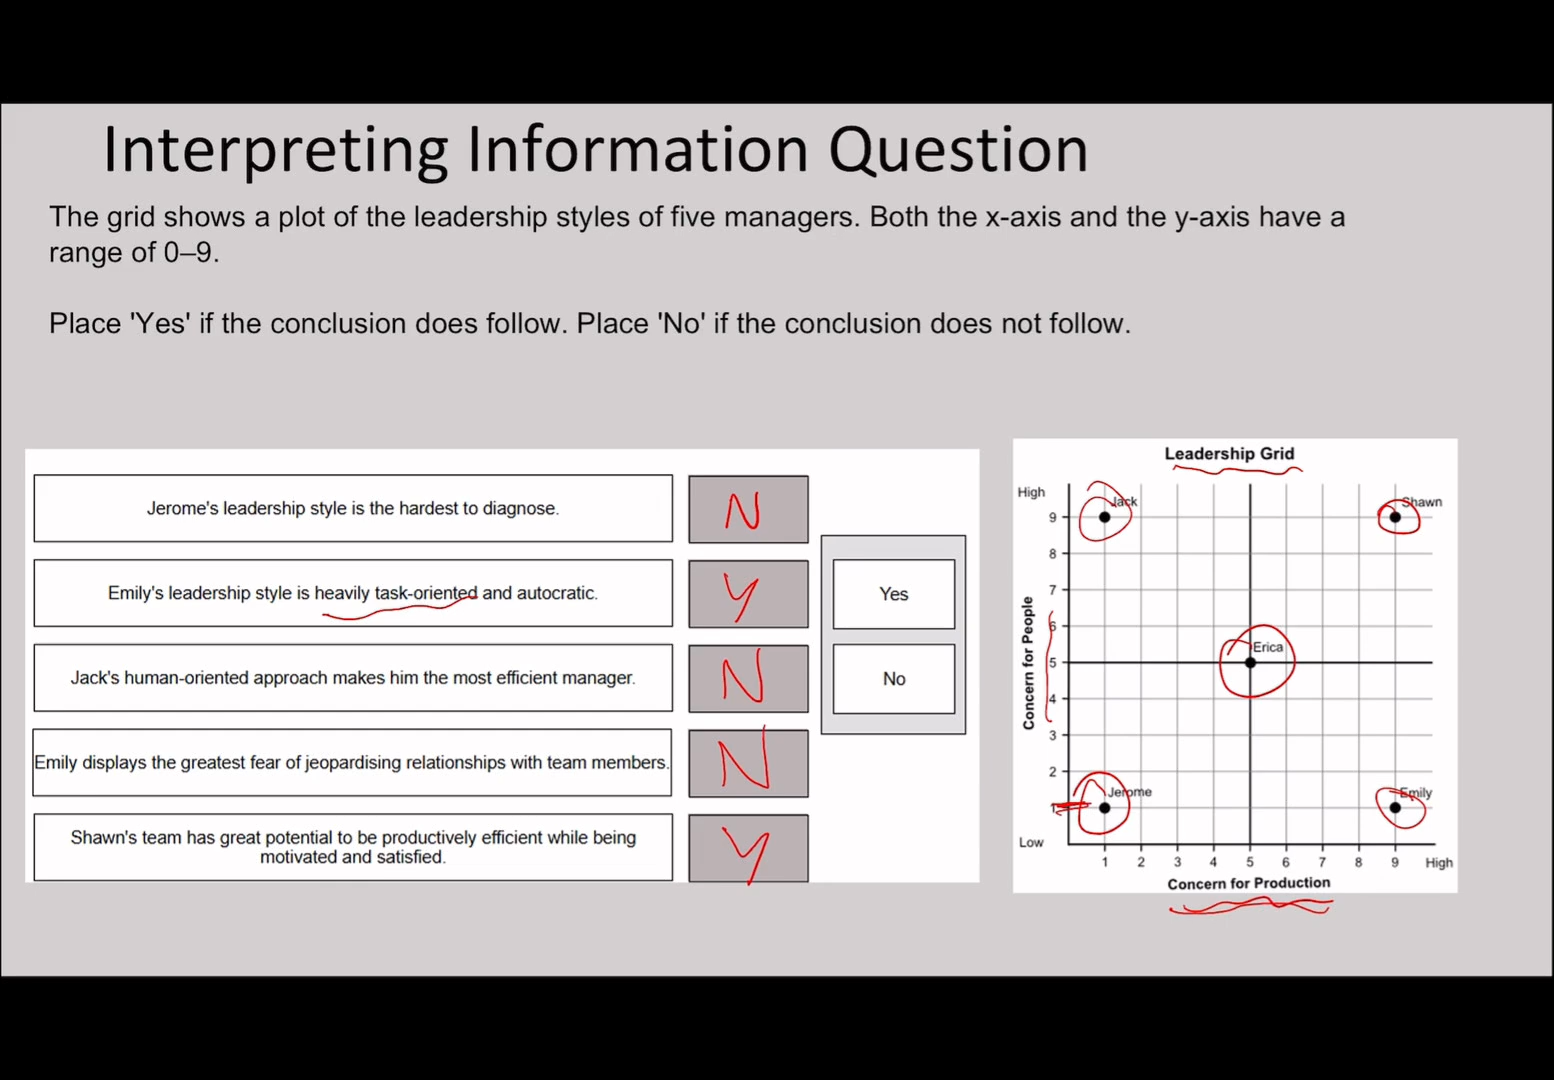 Interpreting Information Question
The grid shows a plot of the leadership styles of five managers. Both the x-axis and the y-axis have a
range of 0–9.
Place 'Yes' if the conclusion does follow. Place 'No' if the conclusion does not follow.
Jerome's leadership style is the hardest to diagnose.
N
Emily's leadership style is heavily task-oriented and autocratic.
Y
Jack's human-oriented approach makes him the most efficient manager.
N
Emily displays the greatest fear of jeopardising relationships with team members.
N
Shawn's team has great potential to be productively efficient while being
motivated and satisfied.
Y
Yes
No
Leadership Grid
High
Jack
Shawn
9
8
7
6
Erica
5
4
3
2
Jerome
Emily
1
Low
Concern for People
1 2 3 4 5 6 7 8 9 High
Concern for Production